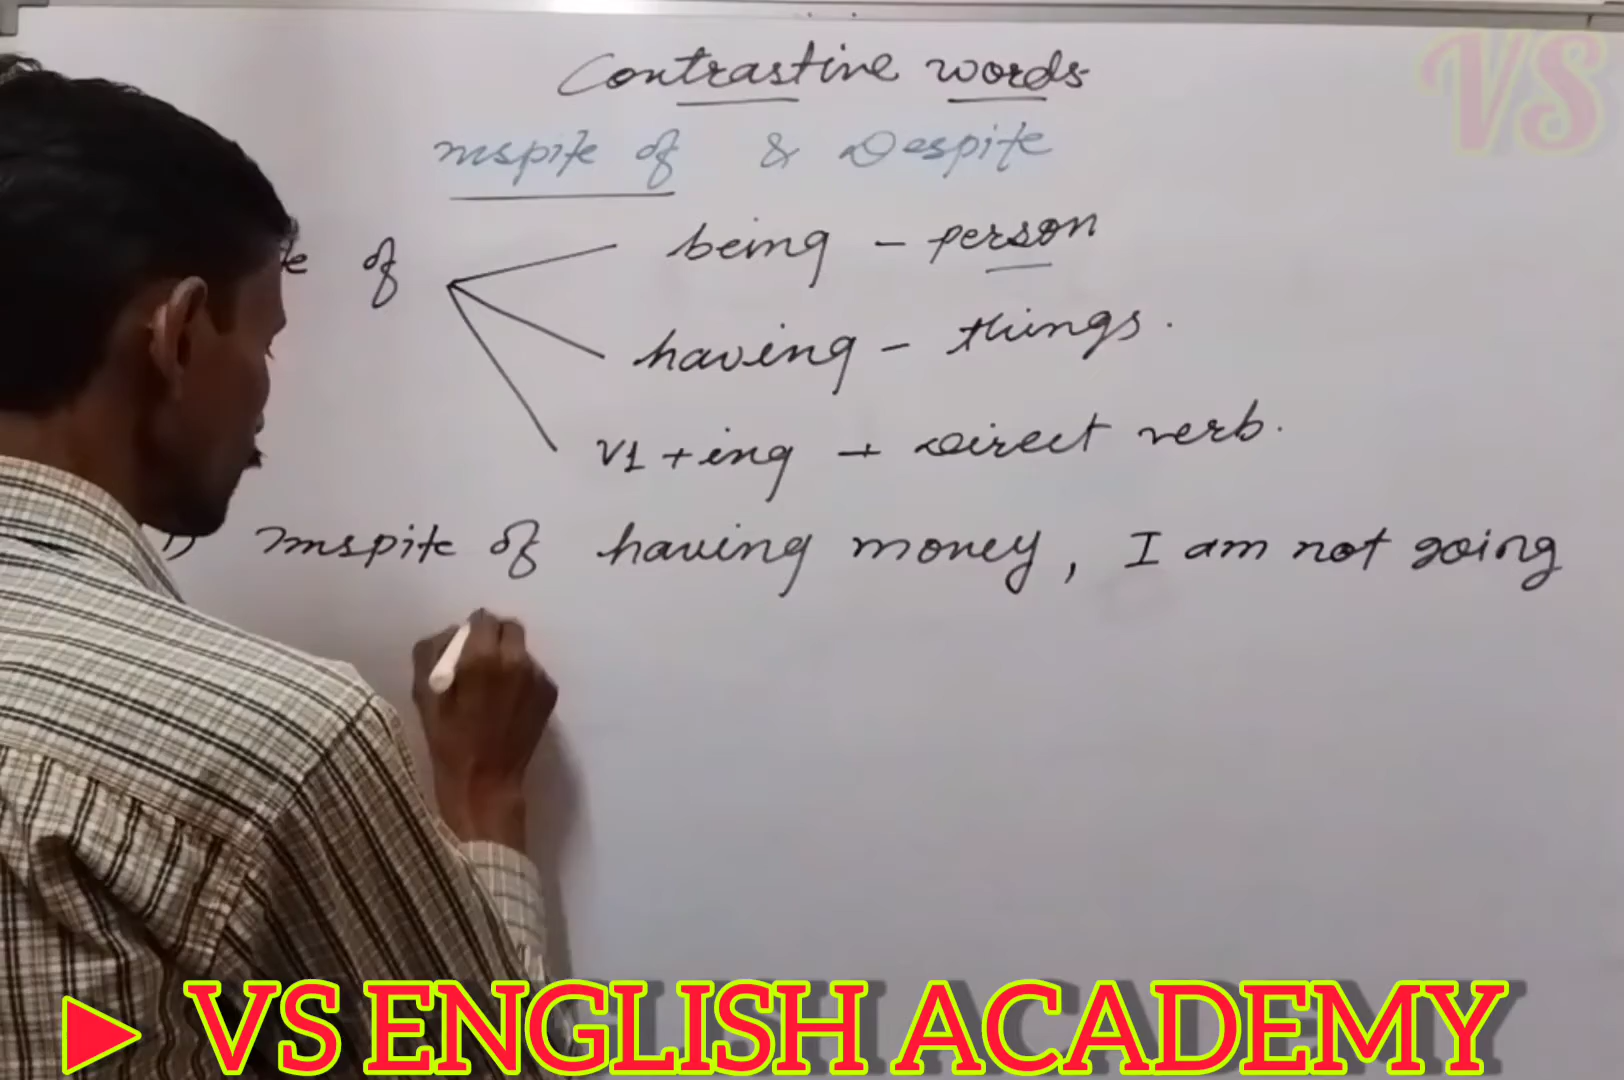 Contrastive words
VS
Inspite of & Despite
of
being - person
having - things.
V1 + ing → Direct verb.
1) Inspite of having money, I am not going
VS ENGLISH ACADEMY